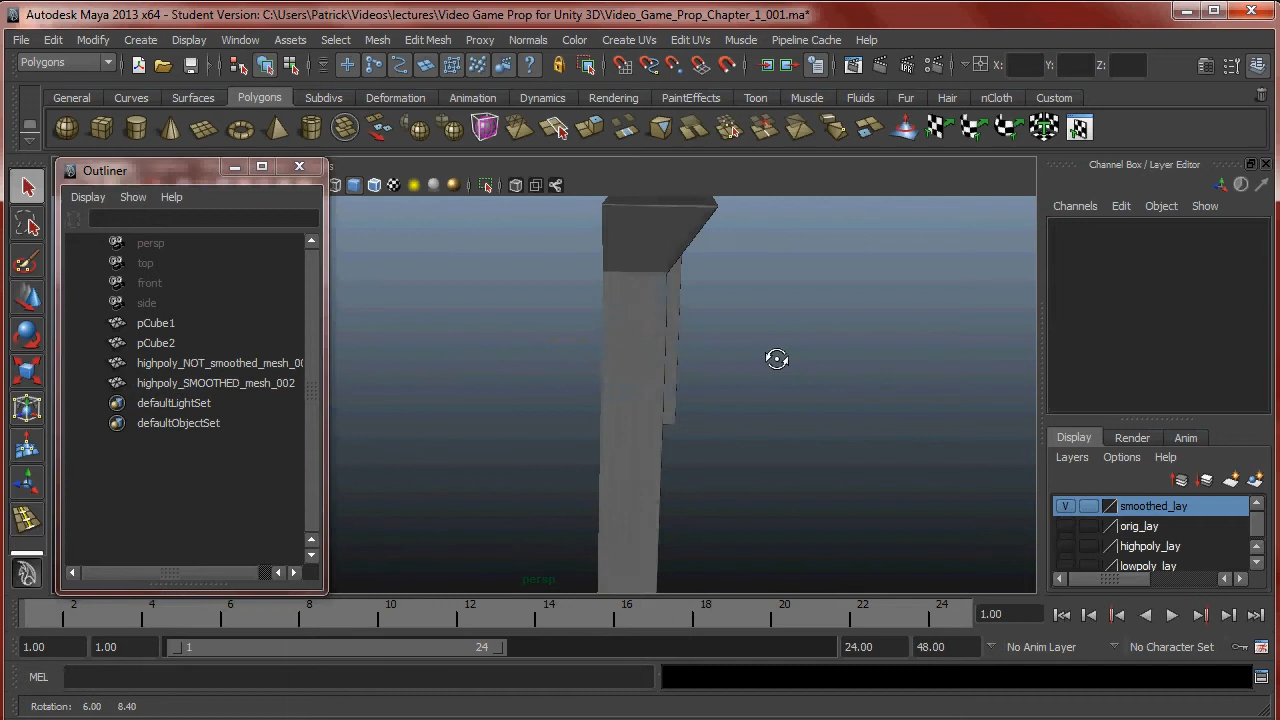 Autodesk Maya 2013 x64 - Student Version: C:\Users\Patrick\Videos\lectures\Video Game Prop for Unity 3D\Video_Game_Prop_Chapter_1_001.ma*
File Edit Modify Create Display Window Assets Select Mesh Edit Mesh Proxy Normals Color Create UVs Edit UVs Muscle Pipeline Cache Help
Polygons X: Y: Z:
General Curves Surfaces Polygons Subdivs Deformation Animation Dynamics Rendering PaintEffects Toon Muscle Fluids Fur Hair nCloth Custom
Outliner
Display Show Help
persp
top
front
side
pCube1
pCube2
highpoly_NOT_smoothed_mesh_00
highpoly_SMOOTHED_mesh_002
defaultLightSet
defaultObjectSet
persp
Channel Box / Layer Editor
Channels Edit Object Show
Display Render Anim
Layers Options Help
V smoothed_lay
orig_lay
highpoly_lay
lowpoly_lay
2 4 6 8 10 12 14 16 18 20 22 24 1.00
1.00 1.00 1 24 24.00 48.00 No Anim Layer No Character Set
MEL
Rotation: 6.00 8.40